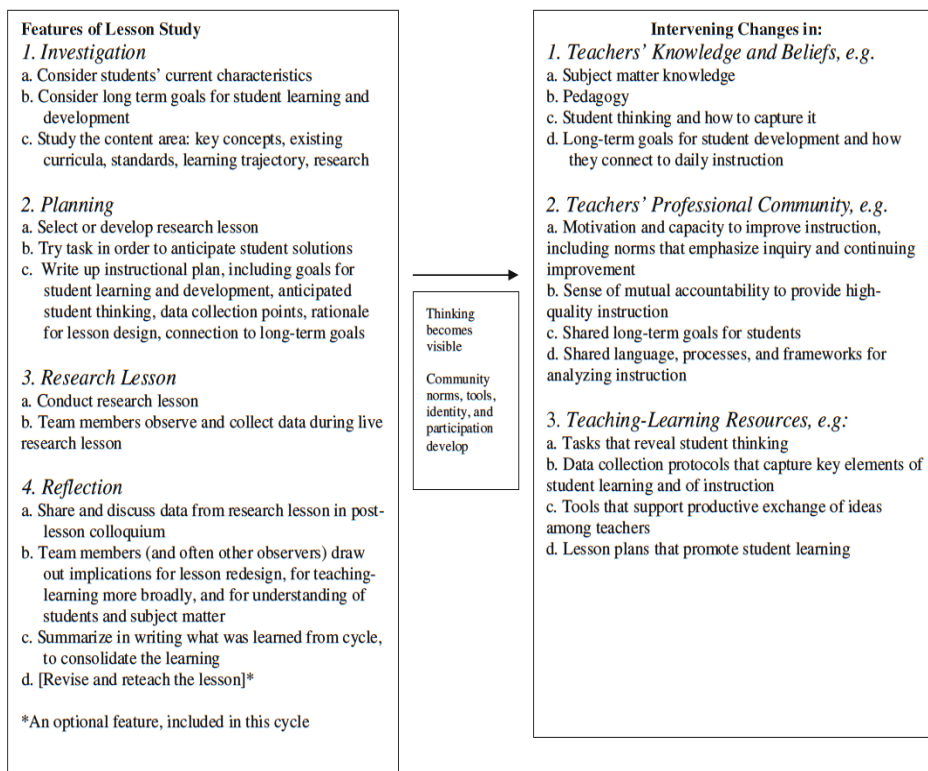 Features of Lesson Study
1. Investigation
a. Consider students' current characteristics
b. Consider long term goals for student learning and
development
c. Study the content area: key concepts, existing
curricula, standards, learning trajectory, research
2. Planning
a. Select or develop research lesson
b. Try task in order to anticipate student solutions
c. Write up instructional plan, including goals for
student learning and development, anticipated
student thinking, data collection points, rationale
for lesson design, connection to long-term goals
3. Research Lesson
a. Conduct research lesson
b. Team members observe and collect data during live
research lesson
4. Reflection
a. Share and discuss data from research lesson in post-
lesson colloquium
b. Team members (and often other observers) draw
out implications for lesson redesign, for teaching-
learning more broadly, and for understanding of
students and subject matter
c. Summarize in writing what was learned from cycle,
to consolidate the learning
d. [Revise and reteach the lesson]*
*An optional feature, included in this cycle
Thinking
becomes
visible
Community
norms, tools,
identity, and
participation
develop
Intervening Changes in:
1. Teachers' Knowledge and Beliefs, e.g.
a. Subject matter knowledge
b. Pedagogy
c. Student thinking and how to capture it
d. Long-term goals for student development and how
they connect to daily instruction
2. Teachers' Professional Community, e.g.
a. Motivation and capacity to improve instruction,
including norms that emphasize inquiry and continuing
improvement
b. Sense of mutual accountability to provide high-
quality instruction
c. Shared long-term goals for students
d. Shared language, processes, and frameworks for
analyzing instruction
3. Teaching-Learning Resources, e.g:
a. Tasks that reveal student thinking
b. Data collection protocols that capture key elements of
student learning and of instruction
c. Tools that support productive exchange of ideas
among teachers
d. Lesson plans that promote student learning